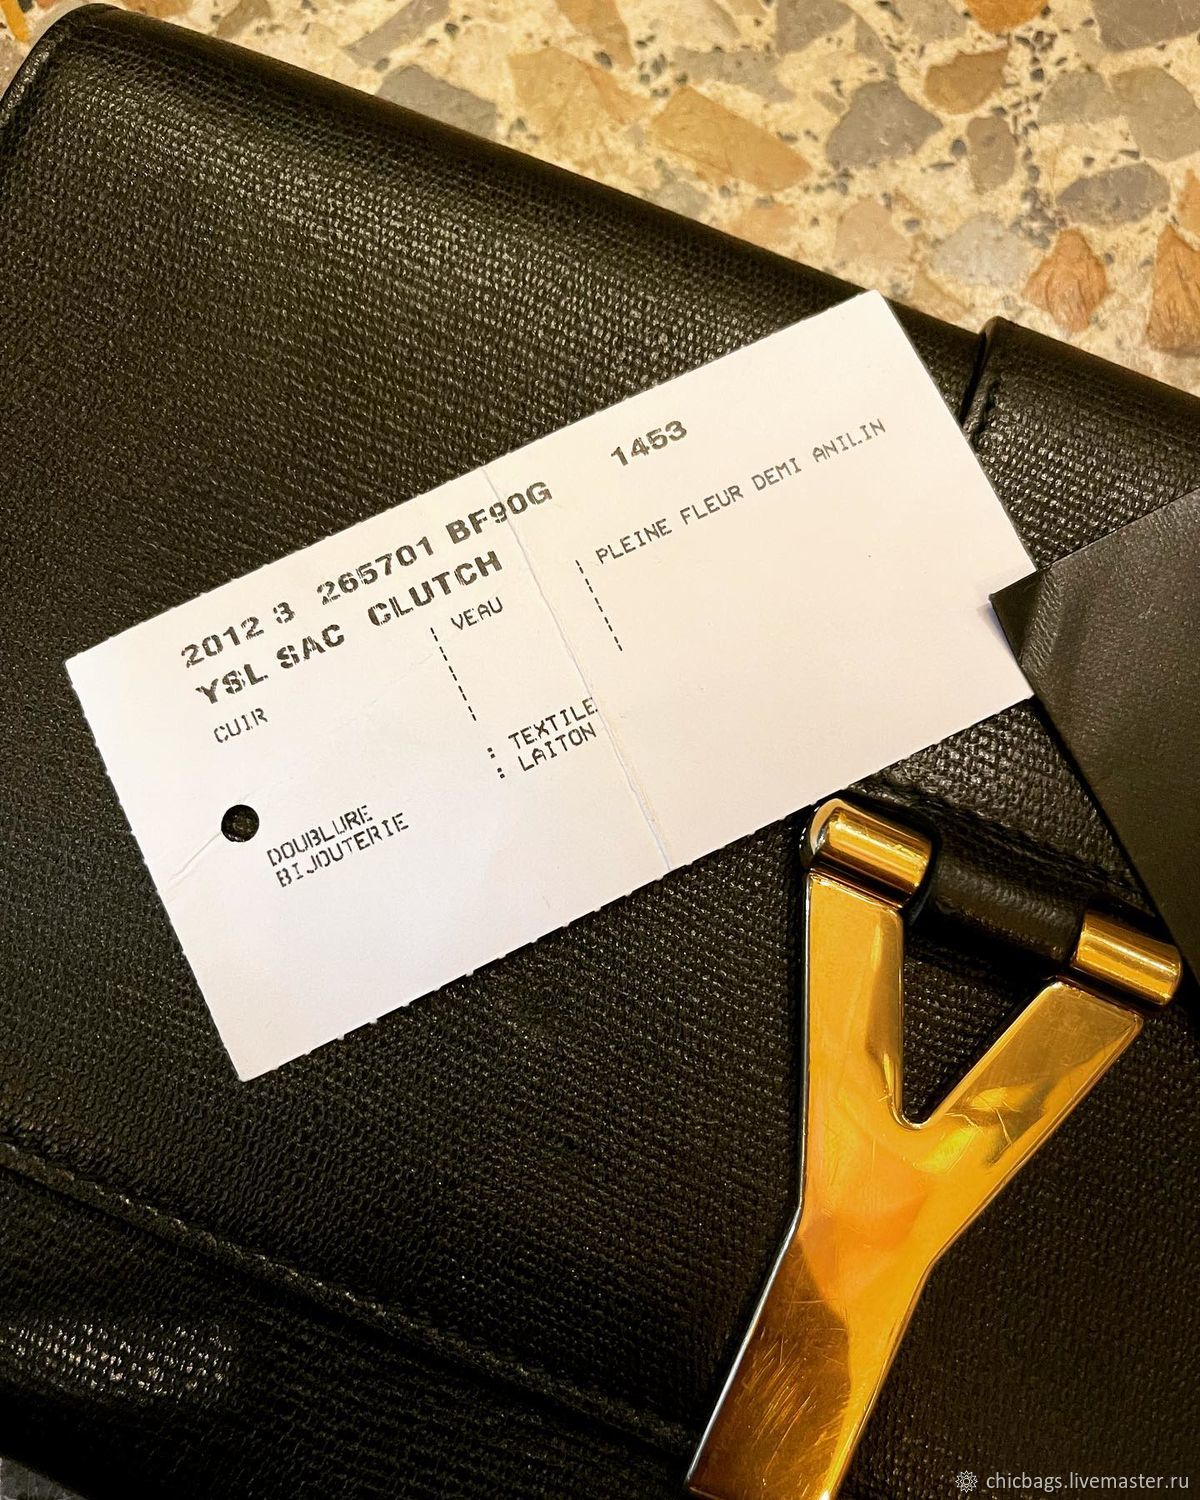 2012 3 265701 BF90G 1453
YSL SAC CLUTCH
CUIR VEAU PLEINE FLEUR DEMI ANILIN
DOUBLURE : TEXTILE
BIJOUTERIE : LAITON
chicbags.livemaster.ru